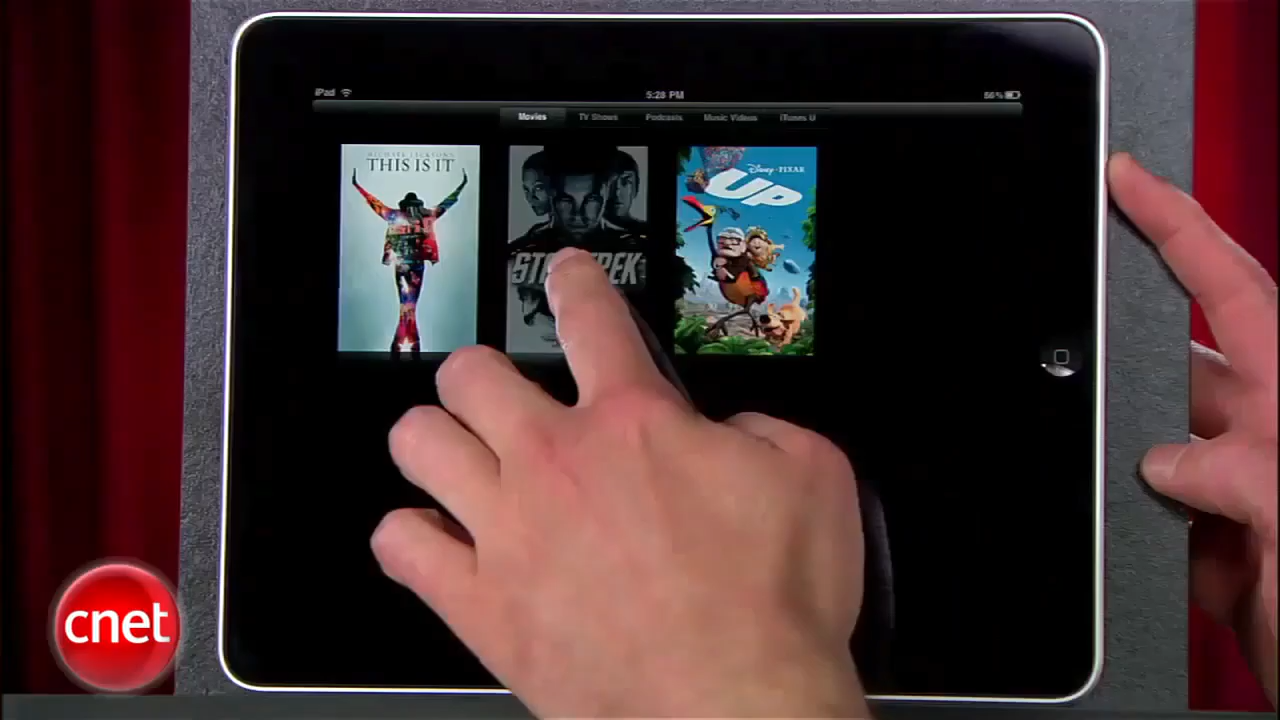 iPad 5:28 PM 56%
Movies TV Shows Podcasts Music Videos iTunes U
MICHAEL JACKSON'S
THIS IS IT
STAR TREK
Disney·PIXAR
UP
cnet